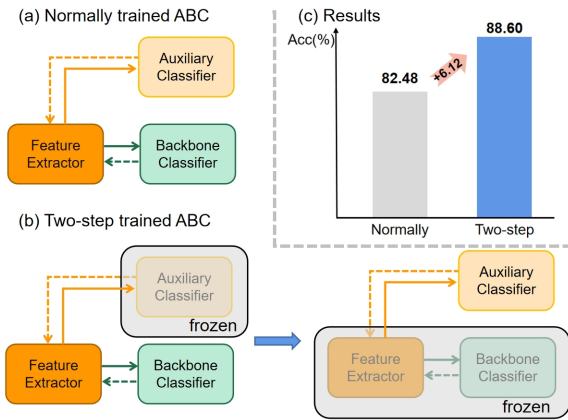 (a) Normally trained ABC
Auxiliary
Classifier
Feature
Extractor
Backbone
Classifier
(c) Results
Acc(%)
88.60
+6.12
82.48
Normally
Two-step
(b) Two-step trained ABC
Auxiliary
Classifier
frozen
Feature
Extractor
Backbone
Classifier
Auxiliary
Classifier
Feature
Extractor
Backbone
Classifier
frozen